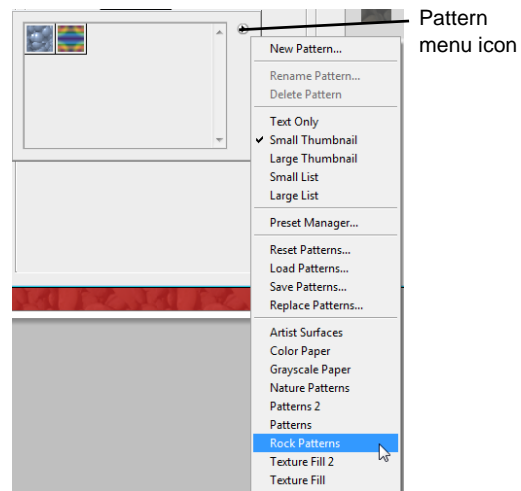 Pattern
menu icon
New Pattern...
Rename Pattern...
Delete Pattern
Text Only
Small Thumbnail
Large Thumbnail
Small List
Large List
Preset Manager...
Reset Patterns...
Load Patterns...
Save Patterns...
Replace Patterns...
Artist Surfaces
Color Paper
Grayscale Paper
Nature Patterns
Patterns 2
Patterns
Rock Patterns
Texture Fill 2
Texture Fill